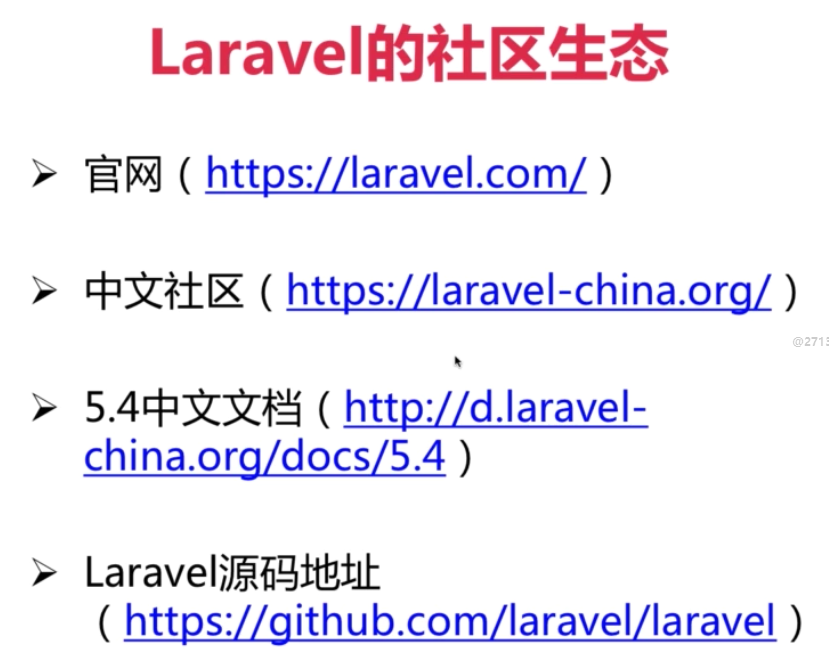 Laravel的社区生态
➢ 官网（https://laravel.com/）
➢ 中文社区（https://laravel-china.org/）
@2715
➢ 5.4中文文档（http://d.laravel-
china.org/docs/5.4）
➢ Laravel源码地址
（https://github.com/laravel/laravel）